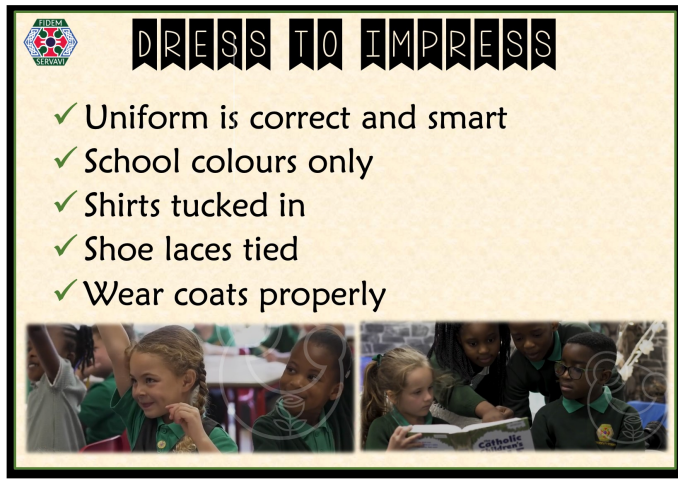 FIDEM
SERVAVI
DRESS TO IMPRESS
Uniform is correct and smart
School colours only
Shirts tucked in
Shoe laces tied
Wear coats properly
Catholic
Children's